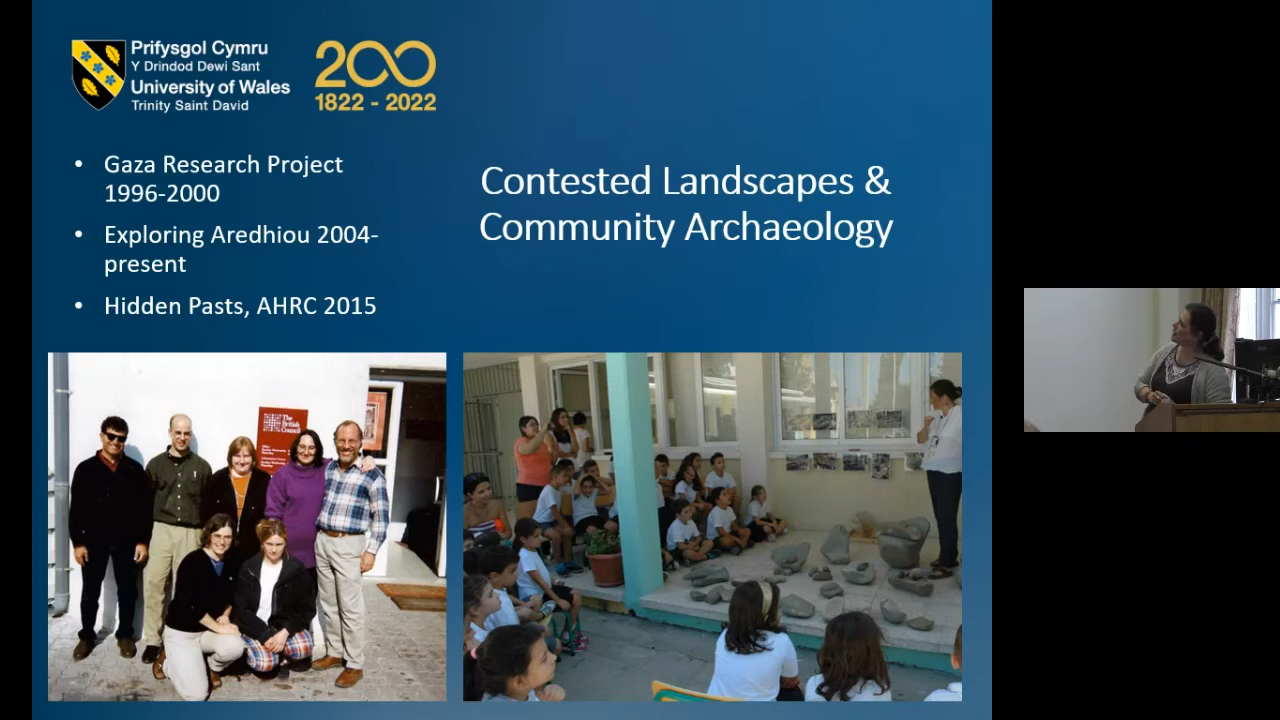 Prifysgol Cymru
Y Drindod Dewi Sant
University of Wales
Trinity Saint David
200
1822 - 2022
• Gaza Research Project
1996-2000
• Exploring Aredhiou 2004-
present
• Hidden Pasts, AHRC 2015
Contested Landscapes &
Community Archaeology
The
British
Council